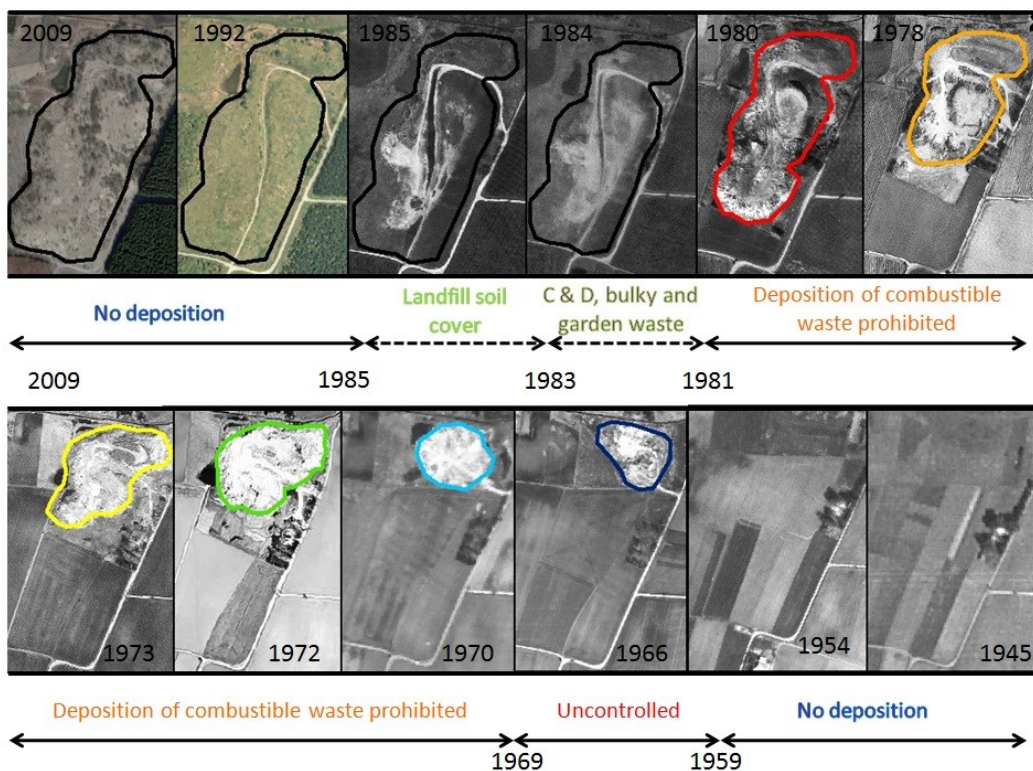 2009 1992 1985 1984 1980 1978
No deposition
Landfill soil
cover
C & D, bulky and
garden waste
Deposition of combustible
waste prohibited
2009 1985 1983 1981
1973 1972 1970 1966 1954 1945
Deposition of combustible waste prohibited Uncontrolled No deposition
1969 1959